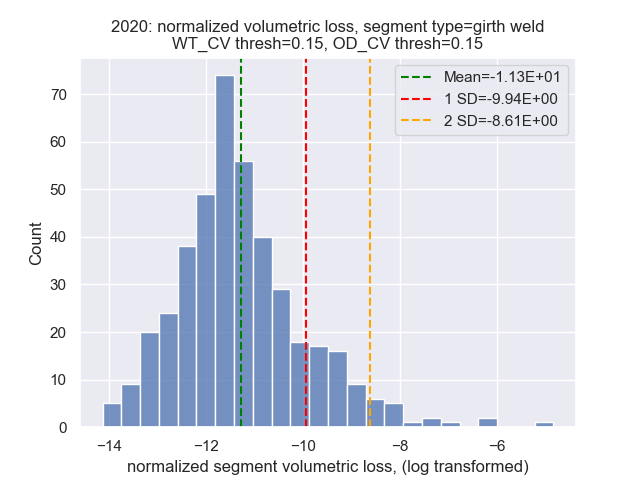 2020: normalized volumetric loss, segment type=girth weld
WT_CV thresh=0.15, OD_CV thresh=0.15
Mean=-1.13E+01
1 SD=-9.94E+00
2 SD=-8.61E+00
70
60
50
40
30
20
10
0
Count
−14
−12
−10
−8
−6
normalized segment volumetric loss, (log transformed)